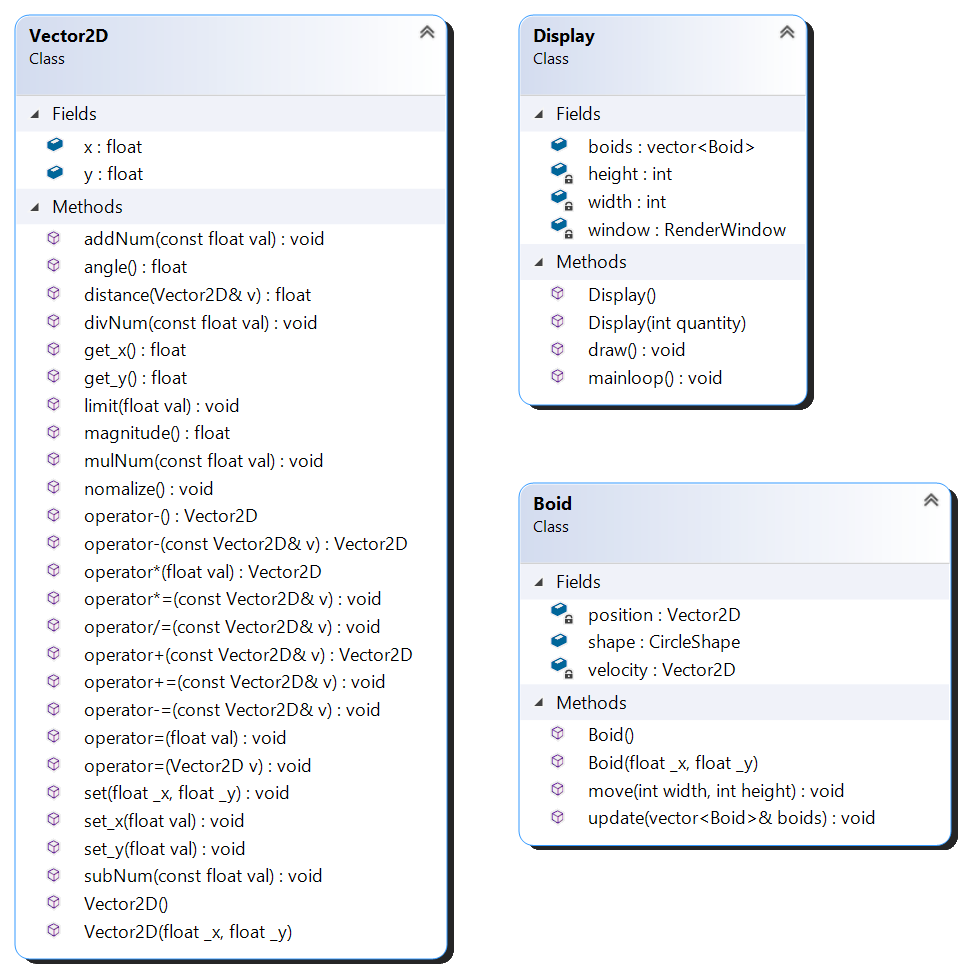 Vector2D
Class
Fields
x : float
y : float
Methods
addNum(const float val) : void
angle() : float
distance(Vector2D& v) : float
divNum(const float val) : void
get_x() : float
get_y() : float
limit(float val) : void
magnitude() : float
mulNum(const float val) : void
nomalize() : void
operator-() : Vector2D
operator-(const Vector2D& v) : Vector2D
operator*(float val) : Vector2D
operator*=(const Vector2D& v) : void
operator/=(const Vector2D& v) : void
operator+(const Vector2D& v) : Vector2D
operator+=(const Vector2D& v) : void
operator-=(const Vector2D& v) : void
operator=(float val) : void
operator=(Vector2D v) : void
set(float _x, float _y) : void
set_x(float val) : void
set_y(float val) : void
subNum(const float val) : void
Vector2D()
Vector2D(float _x, float _y)
Display
Class
Fields
boids : vector<Boid>
height : int
width : int
window : RenderWindow
Methods
Display()
Display(int quantity)
draw() : void
mainloop() : void
Boid
Class
Fields
position : Vector2D
shape : CircleShape
velocity : Vector2D
Methods
Boid()
Boid(float _x, float _y)
move(int width, int height) : void
update(vector<Boid>& boids) : void